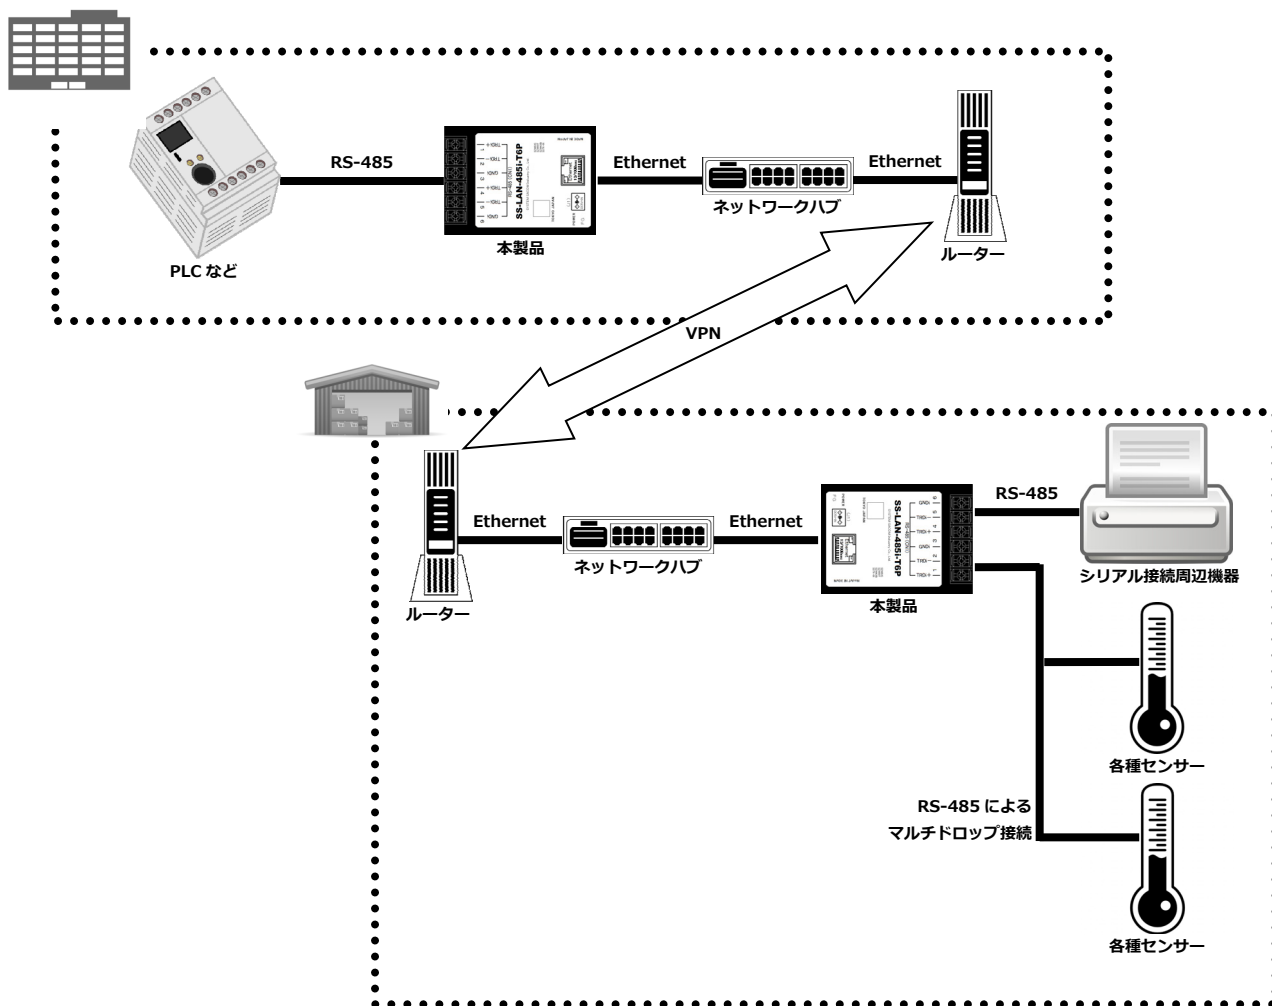 RS-485
Ethernet
Ethernet
SS-LAN-485i-T6P
ネットワークハブ
本製品
ルーター
PLC など
VPN
Ethernet
Ethernet
RS-485
SS-LAN-485i-T6P
ネットワークハブ
シリアル接続周辺機器
本製品
ルーター
各種センサー
RS-485 による
マルチドロップ接続
各種センサー